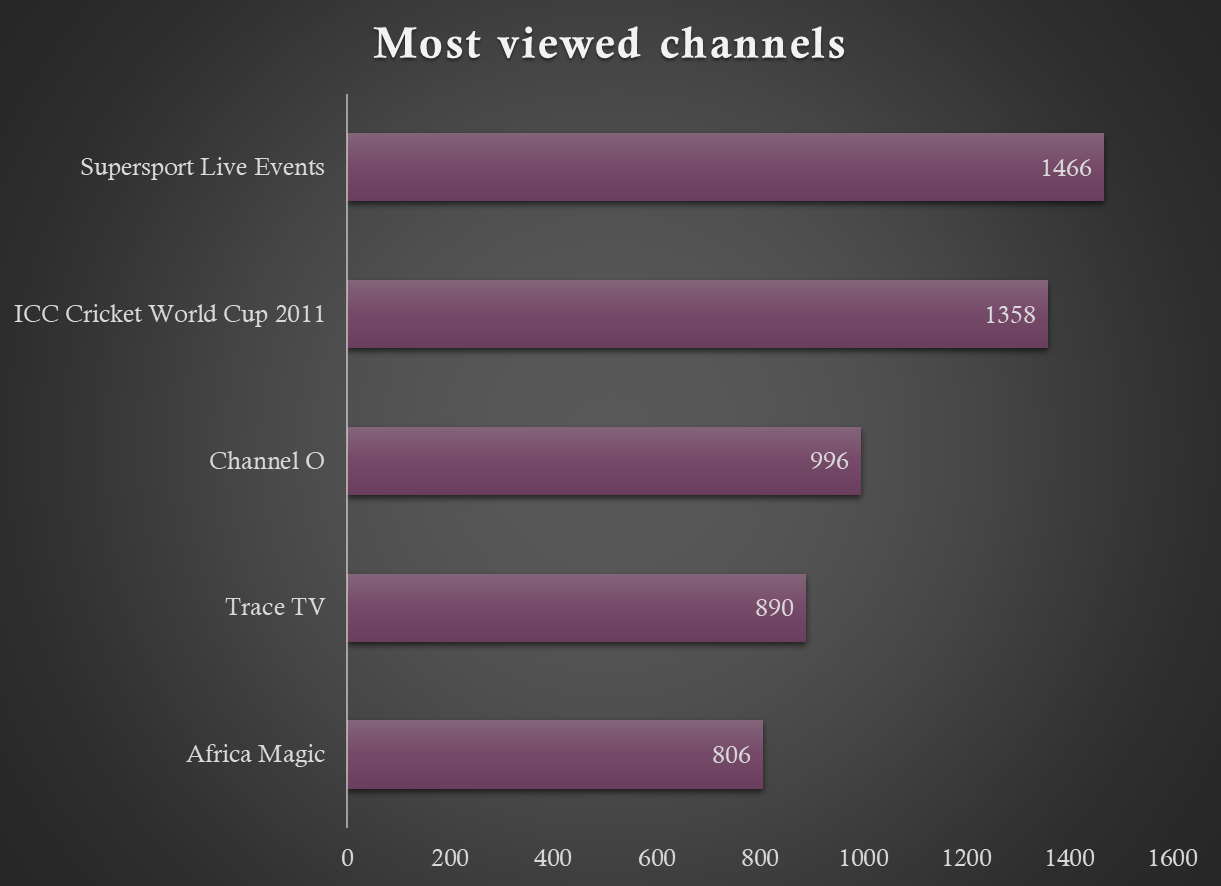 Most viewed channels
Supersport Live Events
1466
ICC Cricket World Cup 2011
1358
Channel O
996
Trace TV
890
Africa Magic
806
0 200 400 600 800 1000 1200 1400 1600